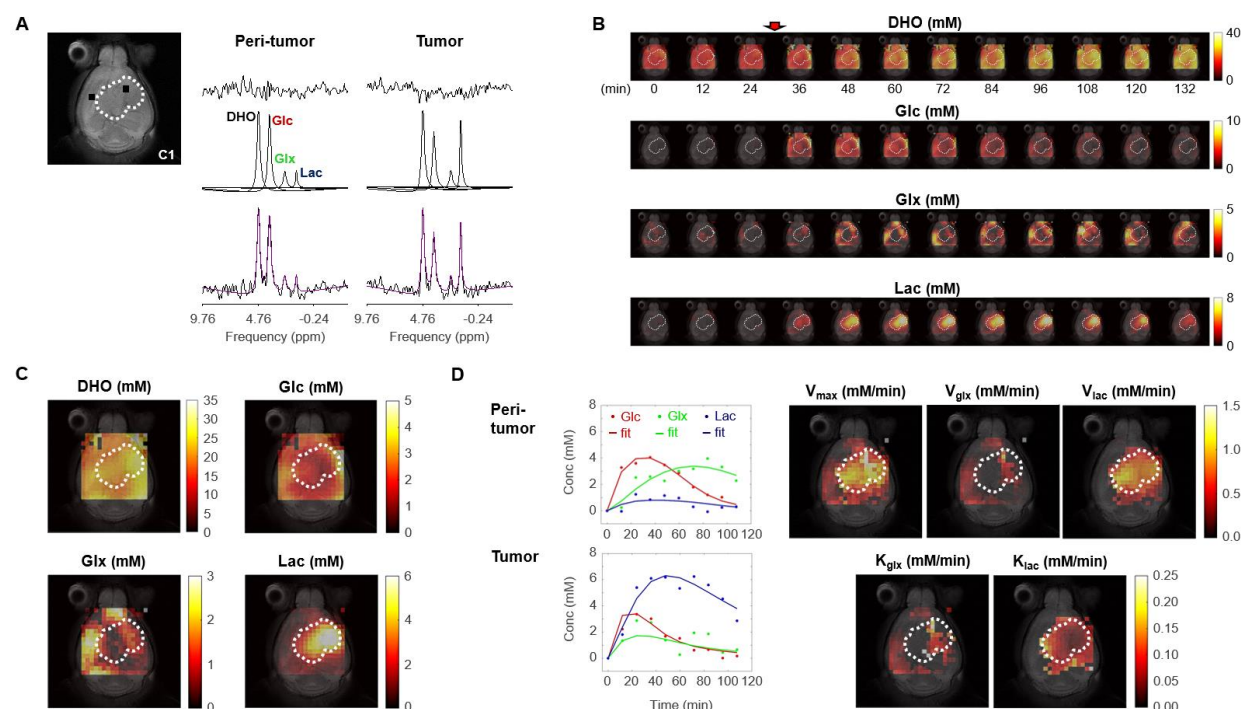 A
Peri-tumor Tumor
C1
DHO
Glc
Glx
Lac
9.76 4.76 -0.24 9.76 4.76 -0.24
Frequency (ppm) Frequency (ppm)
B
DHO (mM)
40
0
(min) 0 12 24 36 48 60 72 84 96 108 120 132
Glc (mM)
10
0
Glx (mM)
5
0
Lac (mM)
8
0
C
DHO (mM) Glc (mM)
35
30
25
20
15
10
5
0
5
4
3
2
1
0
Glx (mM) Lac (mM)
3
2
1
0
6
5
4
3
2
1
0
D
Peri-
tumor
Conc (mM)
8
6
4
2
0
Glc Glx Lac
fit fit fit
0 20 40 60 80 100 120
Tumor
Conc (mM)
8
6
4
2
0
0 20 40 60 80 100 120
Time (min)
Vmax (mM/min) Vglx (mM/min) Vlac (mM/min)
1.5
1.0
0.5
0.0
Kglx (mM/min) Klac (mM/min)
0.25
0.20
0.15
0.10
0.05
0.00